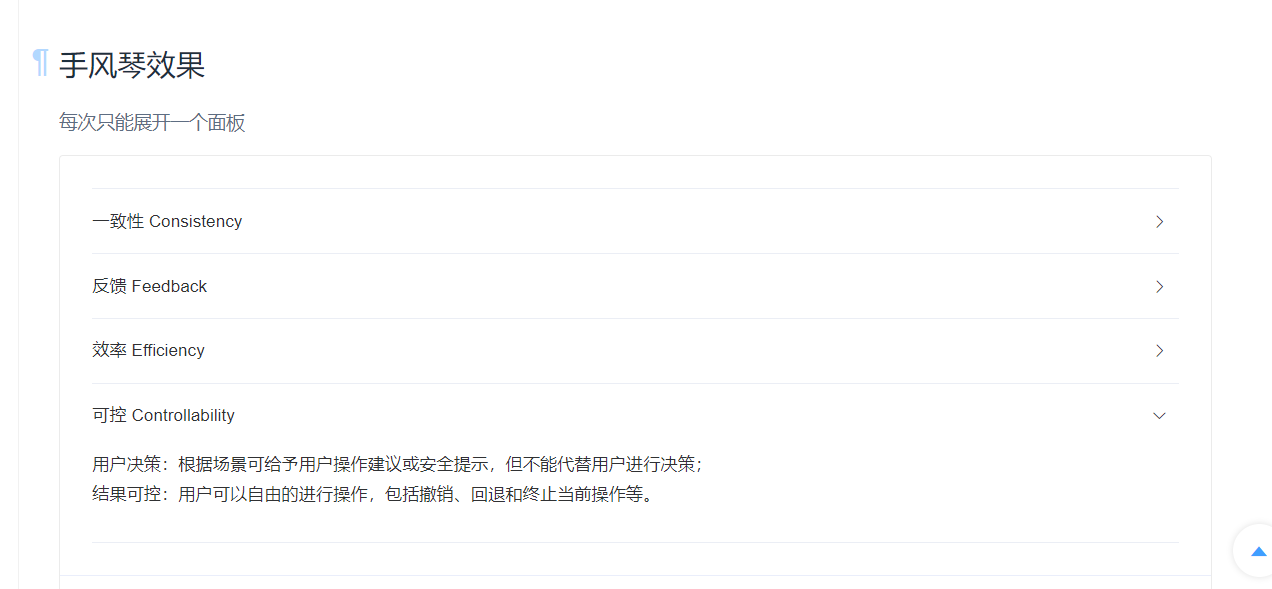 ¶ 手风琴效果
每次只能展开一个面板
一致性 Consistency
反馈 Feedback
效率 Efficiency
可控 Controllability
用户决策：根据场景可给予用户操作建议或安全提示，但不能代替用户进行决策；
结果可控：用户可以自由的进行操作，包括撤销、回退和终止当前操作等。